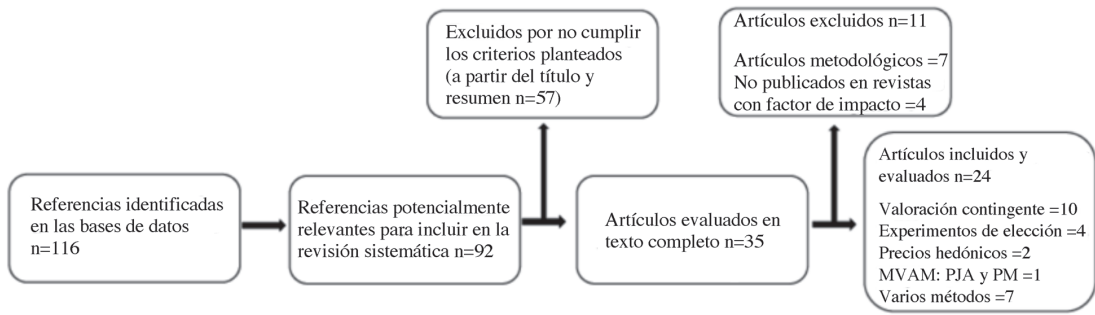 Referencias identificadas
en las bases de datos
n=116
Referencias potencialmente
relevantes para incluir en la
revisión sistemática n=92
Excluidos por no cumplir
los criterios planteados
(a partir del título y
resumen n=57)
Artículos evaluados en
texto completo n=35
Artículos excluidos n=11
Artículos metodológicos =7
No publicados en revistas
con factor de impacto =4
Artículos incluidos y
evaluados n=24
Valoración contingente =10
Experimentos de elección =4
Precios hedónicos =2
MVAM: PJA y PM =1
Varios métodos =7